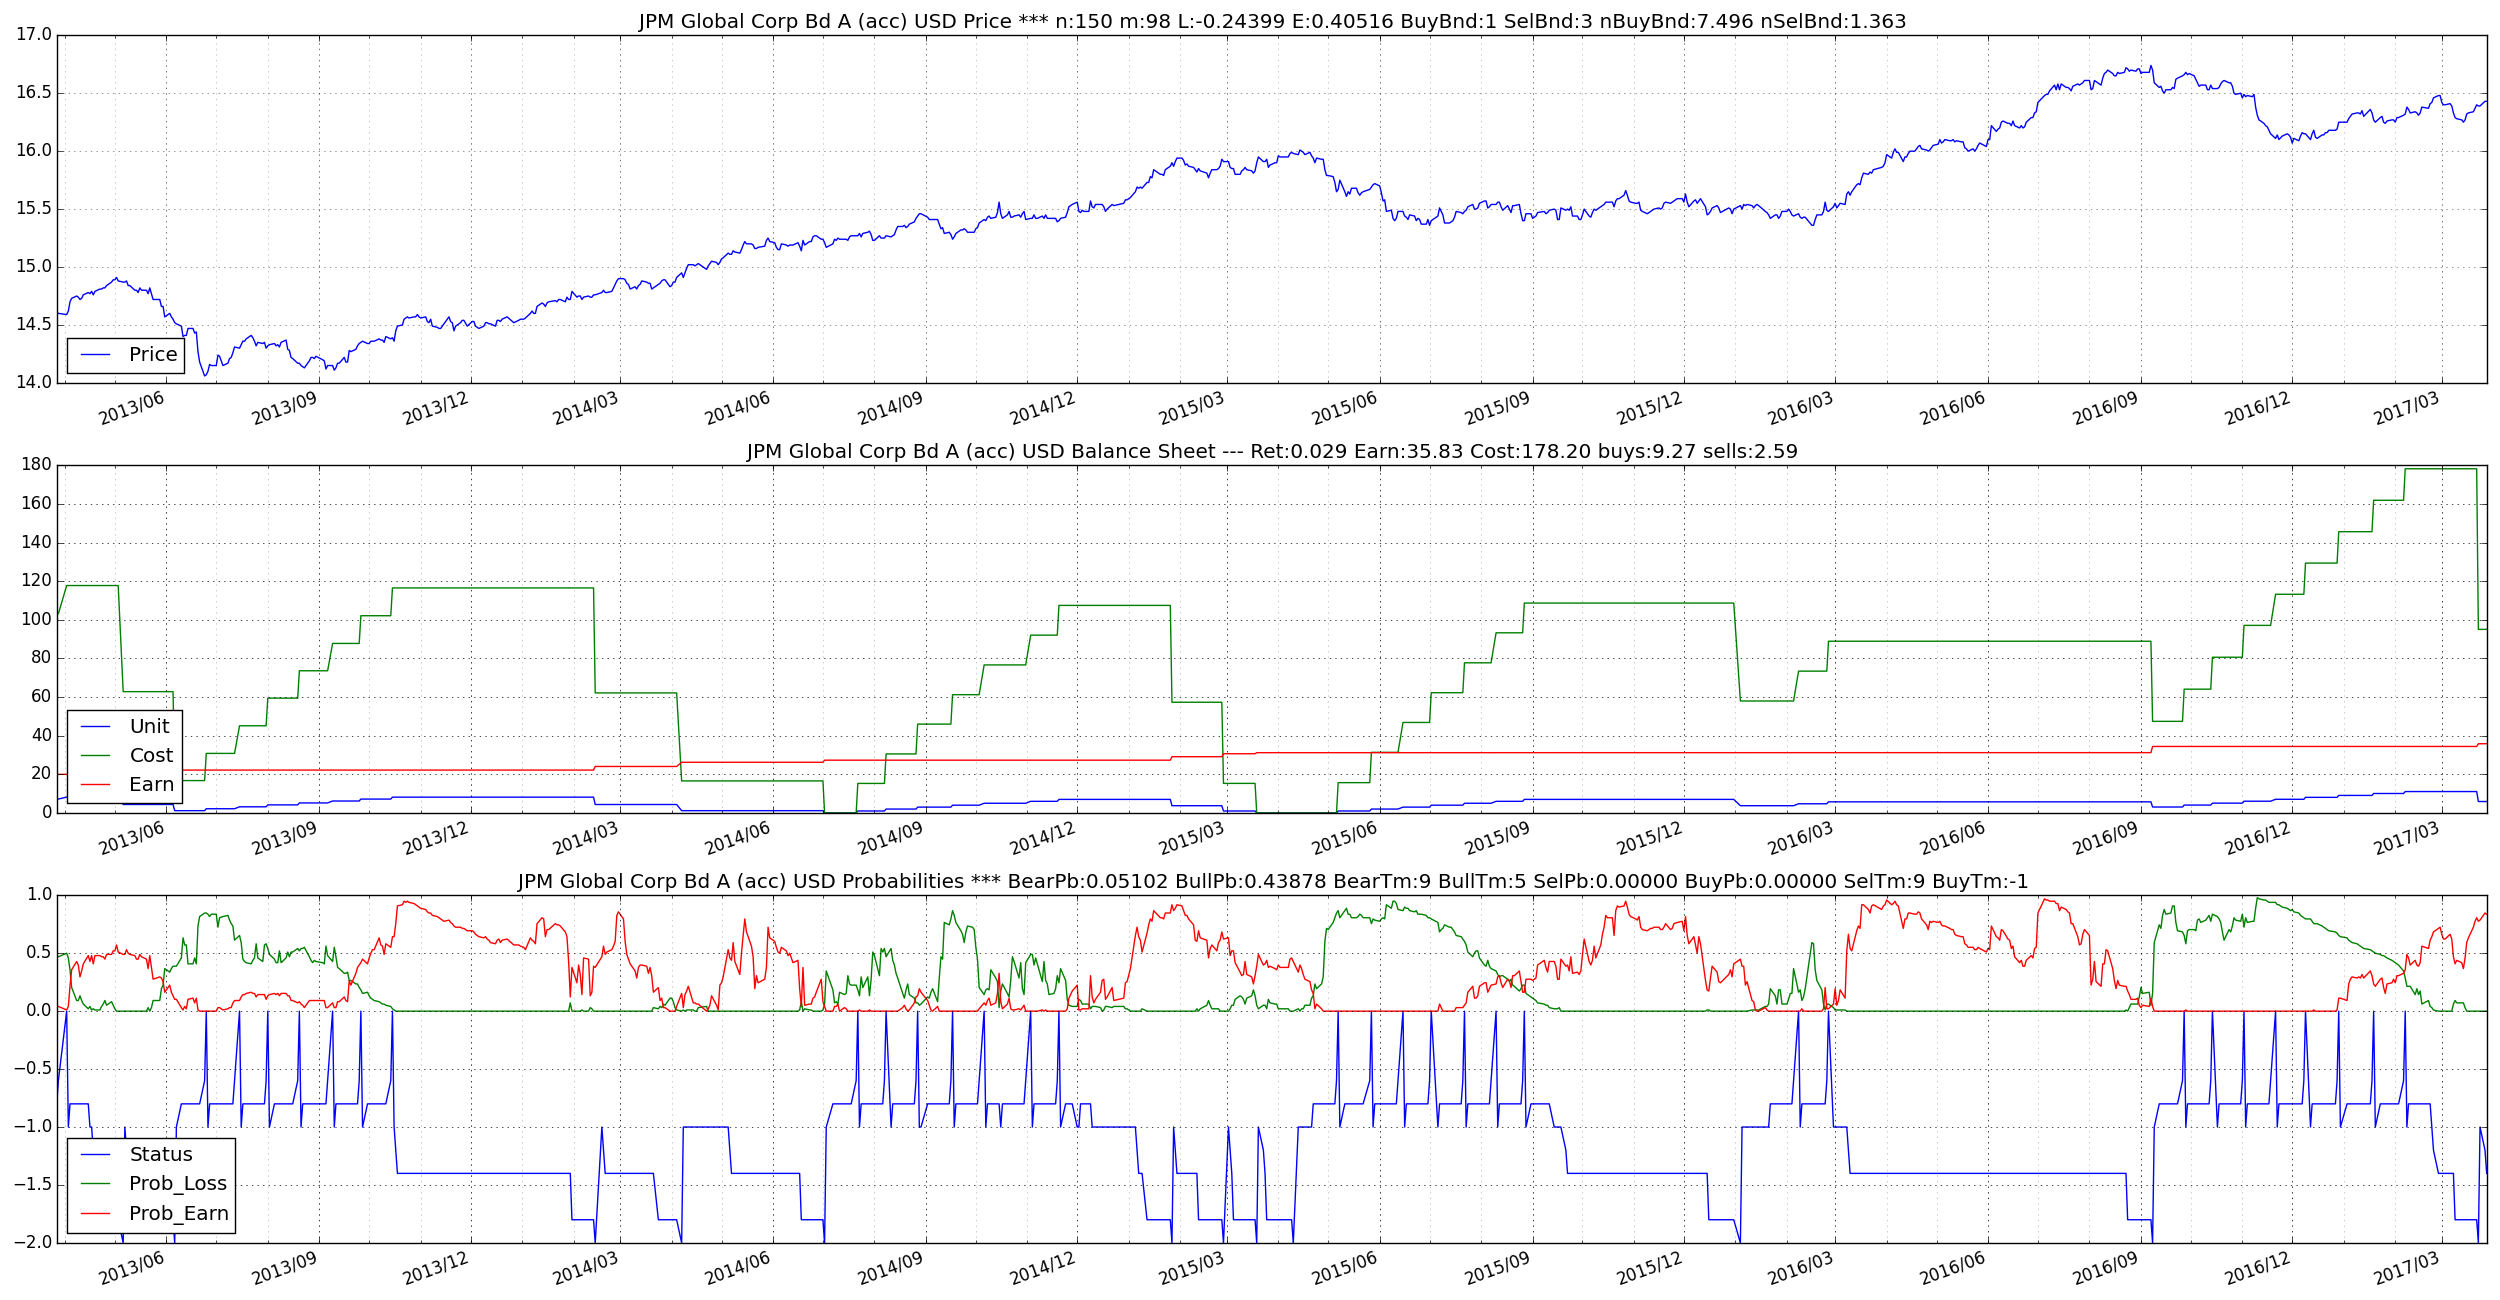 JPM Global Corp Bd A (acc) USD Price *** n:150 m:98 L:-0.24399 E:0.40516 BuyBnd:1 SelBnd:3 nBuyBnd:7.496 nSelBnd:1.363
17.0
16.5
16.0
15.5
15.0
14.5
14.0
Price
2013/06 2013/09 2013/12 2014/03 2014/06 2014/09 2014/12 2015/03 2015/06 2015/09 2015/12 2016/03 2016/06 2016/09 2016/12 2017/03
JPM Global Corp Bd A (acc) USD Balance Sheet --- Ret:0.029 Earn:35.83 Cost:178.20 buys:9.27 sells:2.59
180
160
140
120
100
80
60
40
20
0
Unit
Cost
Earn
2013/06 2013/09 2013/12 2014/03 2014/06 2014/09 2014/12 2015/03 2015/06 2015/09 2015/12 2016/03 2016/06 2016/09 2016/12 2017/03
JPM Global Corp Bd A (acc) USD Probabilities *** BearPb:0.05102 BullPb:0.43878 BearTm:9 BullTm:5 SelPb:0.00000 BuyPb:0.00000 SelTm:9 BuyTm:-1
1.0
0.5
0.0
−0.5
−1.0
−1.5
−2.0
Status
Prob_Loss
Prob_Earn
2013/06 2013/09 2013/12 2014/03 2014/06 2014/09 2014/12 2015/03 2015/06 2015/09 2015/12 2016/03 2016/06 2016/09 2016/12 2017/03